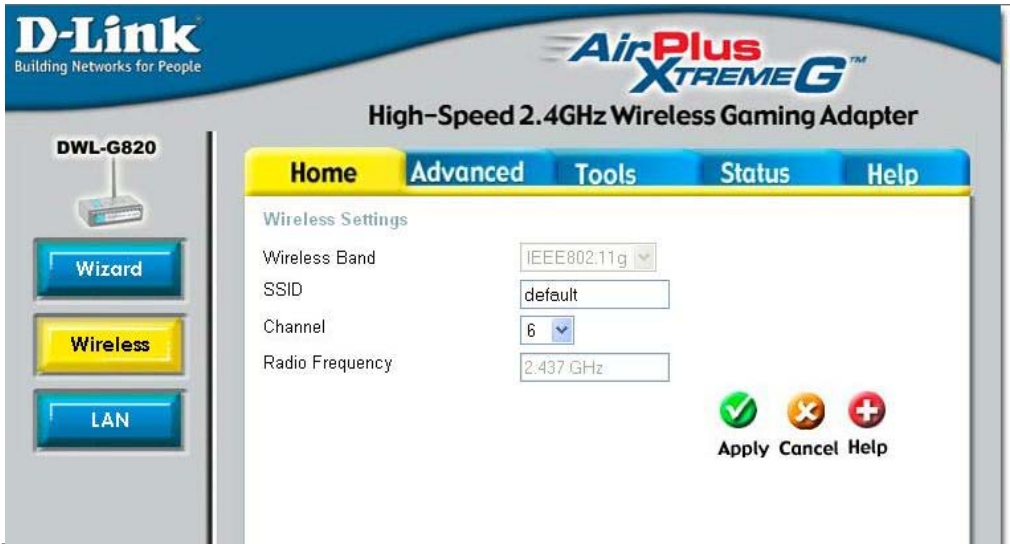 D-Link
Building Networks for People
AirPlus
XTREME G™
High-Speed 2.4GHz Wireless Gaming Adapter
DWL-G820
Home Advanced Tools Status Help
Wizard
Wireless
LAN
Wireless Settings
Wireless Band IEEE802.11g
SSID default
Channel 6
Radio Frequency 2.437 GHz
Apply Cancel Help